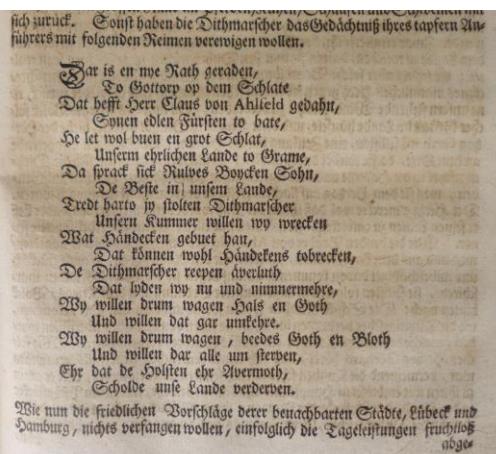 sich zurück. Sonst haben die Dithmarscher das Gedächtniß ihres tapfern An-
führers mit folgenden Reimen verewigen wollen.
Dar is en nye Rath geraden,
To Gottorp op dem Schlate
Dat hefft Herr Claus von Ahlfeld gedahn,
Synen edlen Fürsten to bate,
He let wol buen en grot Schlat,
Unserm ehrlichen Lande to Grame,
Da sprack sick Rulves Boycken Sohn,
De Beste in unsem Lande,
Tredt harto jy stolten Dithmarscher
Unsern Kummer willen wy wrecken
Wat Händecken gebuet han,
Dat können wohl Händekens tobrecken,
De Dithmarscher reepen äverluth
Dat lyden wy nu und nimmermehre,
Wy willen drum wagen Hals en Goth
Und willen dat gar umkehre.
Wy willen drum wagen, beedes Goth en Bloth
Und willen dar alle um sterven,
Ehr dat de Holsten ehr Avermoth,
Scholde unse Lande verderven.
Wie nun die friedlichen Vorschläge derer benachbarten Städte, Lübeck und
Hamburg, nichts verfangen wollen, einfolglich die Tageleistungen fruchtloß
abge-